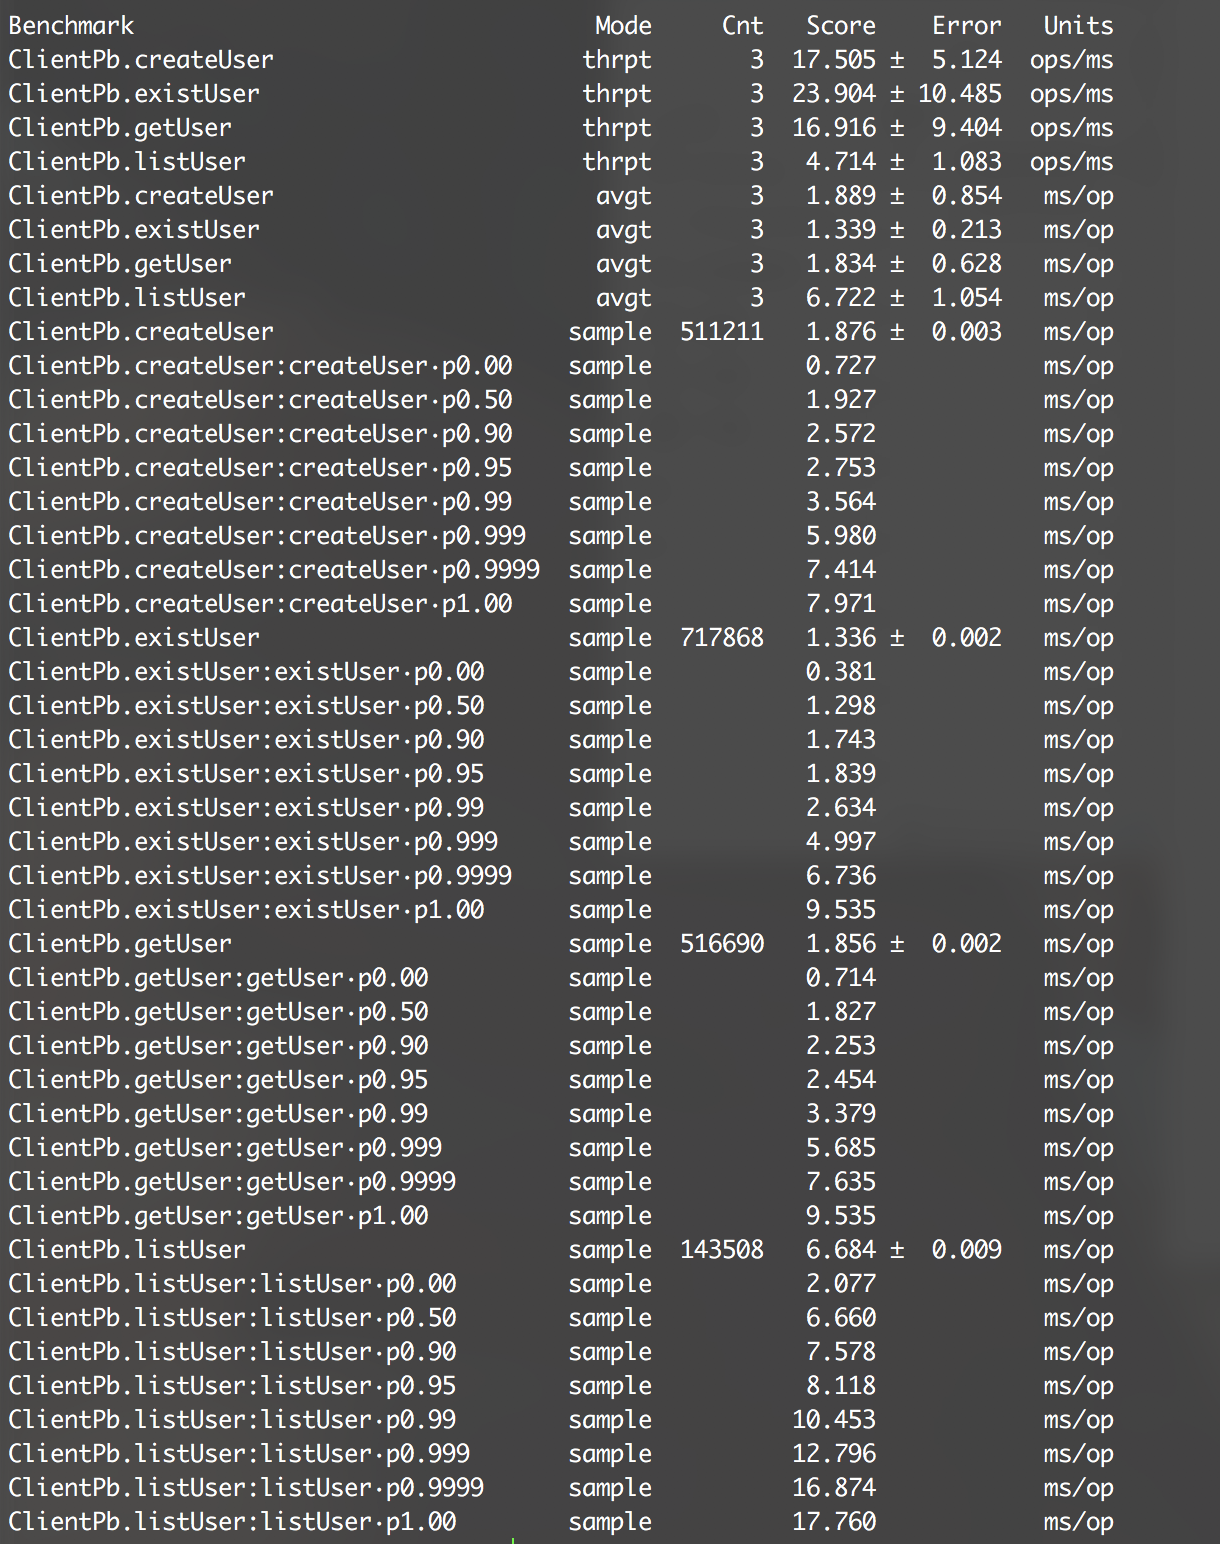 Benchmark Mode Cnt Score Error Units
ClientPb.createUser thrpt 3 17.505 ± 5.124 ops/ms
ClientPb.existUser thrpt 3 23.904 ± 10.485 ops/ms
ClientPb.getUser thrpt 3 16.916 ± 9.404 ops/ms
ClientPb.listUser thrpt 3 4.714 ± 1.083 ops/ms
ClientPb.createUser avgt 3 1.889 ± 0.854 ms/op
ClientPb.existUser avgt 3 1.339 ± 0.213 ms/op
ClientPb.getUser avgt 3 1.834 ± 0.628 ms/op
ClientPb.listUser avgt 3 6.722 ± 1.054 ms/op
ClientPb.createUser sample 511211 1.876 ± 0.003 ms/op
ClientPb.createUser:createUser·p0.00 sample 0.727 ms/op
ClientPb.createUser:createUser·p0.50 sample 1.927 ms/op
ClientPb.createUser:createUser·p0.90 sample 2.572 ms/op
ClientPb.createUser:createUser·p0.95 sample 2.753 ms/op
ClientPb.createUser:createUser·p0.99 sample 3.564 ms/op
ClientPb.createUser:createUser·p0.999 sample 5.980 ms/op
ClientPb.createUser:createUser·p0.9999 sample 7.414 ms/op
ClientPb.createUser:createUser·p1.00 sample 7.971 ms/op
ClientPb.existUser sample 717868 1.336 ± 0.002 ms/op
ClientPb.existUser:existUser·p0.00 sample 0.381 ms/op
ClientPb.existUser:existUser·p0.50 sample 1.298 ms/op
ClientPb.existUser:existUser·p0.90 sample 1.743 ms/op
ClientPb.existUser:existUser·p0.95 sample 1.839 ms/op
ClientPb.existUser:existUser·p0.99 sample 2.634 ms/op
ClientPb.existUser:existUser·p0.999 sample 4.997 ms/op
ClientPb.existUser:existUser·p0.9999 sample 6.736 ms/op
ClientPb.existUser:existUser·p1.00 sample 9.535 ms/op
ClientPb.getUser sample 516690 1.856 ± 0.002 ms/op
ClientPb.getUser:getUser·p0.00 sample 0.714 ms/op
ClientPb.getUser:getUser·p0.50 sample 1.827 ms/op
ClientPb.getUser:getUser·p0.90 sample 2.253 ms/op
ClientPb.getUser:getUser·p0.95 sample 2.454 ms/op
ClientPb.getUser:getUser·p0.99 sample 3.379 ms/op
ClientPb.getUser:getUser·p0.999 sample 5.685 ms/op
ClientPb.getUser:getUser·p0.9999 sample 7.635 ms/op
ClientPb.getUser:getUser·p1.00 sample 9.535 ms/op
ClientPb.listUser sample 143508 6.684 ± 0.009 ms/op
ClientPb.listUser:listUser·p0.00 sample 2.077 ms/op
ClientPb.listUser:listUser·p0.50 sample 6.660 ms/op
ClientPb.listUser:listUser·p0.90 sample 7.578 ms/op
ClientPb.listUser:listUser·p0.95 sample 8.118 ms/op
ClientPb.listUser:listUser·p0.99 sample 10.453 ms/op
ClientPb.listUser:listUser·p0.999 sample 12.796 ms/op
ClientPb.listUser:listUser·p0.9999 sample 16.874 ms/op
ClientPb.listUser:listUser·p1.00 sample 17.760 ms/op